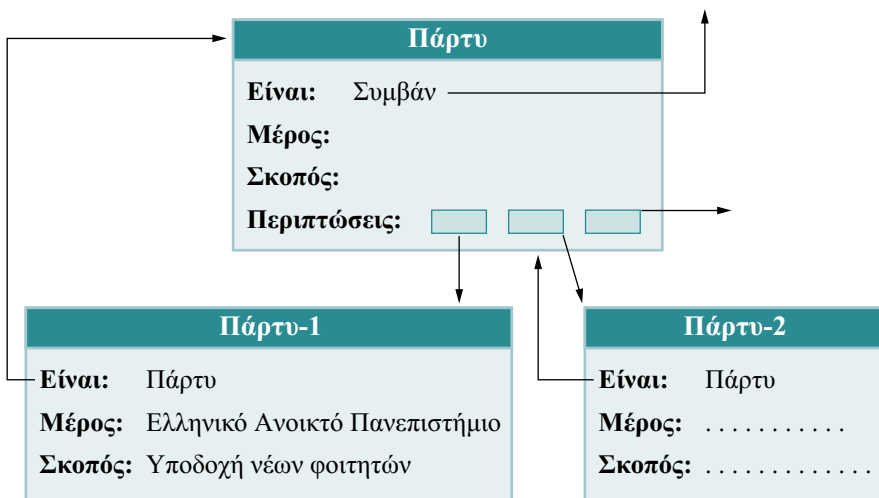 Πάρτυ
Είναι: Συμβάν
Μέρος:
Σκοπός:
Περιπτώσεις:
Πάρτυ-1
Είναι: Πάρτυ
Μέρος: Ελληνικό Ανοικτό Πανεπιστήμιο
Σκοπός: Υποδοχή νέων φοιτητών
Πάρτυ-2
Είναι: Πάρτυ
Μέρος: . . . . . . . . . . .
Σκοπός: . . . . . . . . . . . . .